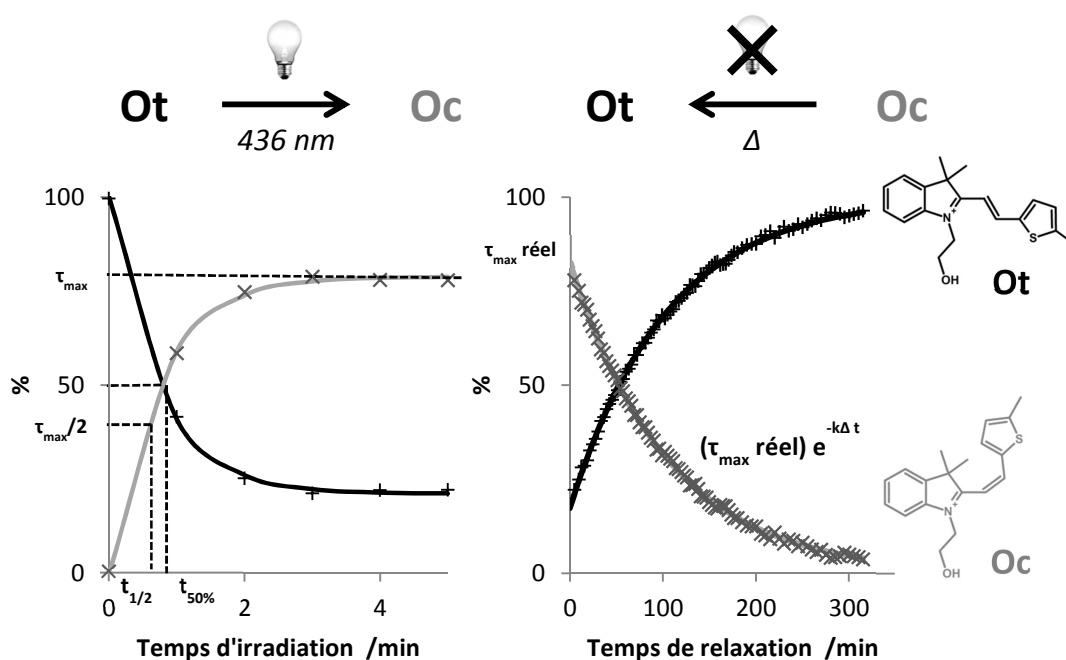 Ot
Oc
436 nm
Ot
Oc
Δ
100
τmax
%
50
τmax/2
0
t1/2
t50%
0
2
4
Temps d'irradiation /min
100
τmax réel
%
50
0
(τmax réel) e-kΔ t
0
100
200
300
Temps de relaxation /min
N+
S
OH
Ot
S
N+
OH
Oc